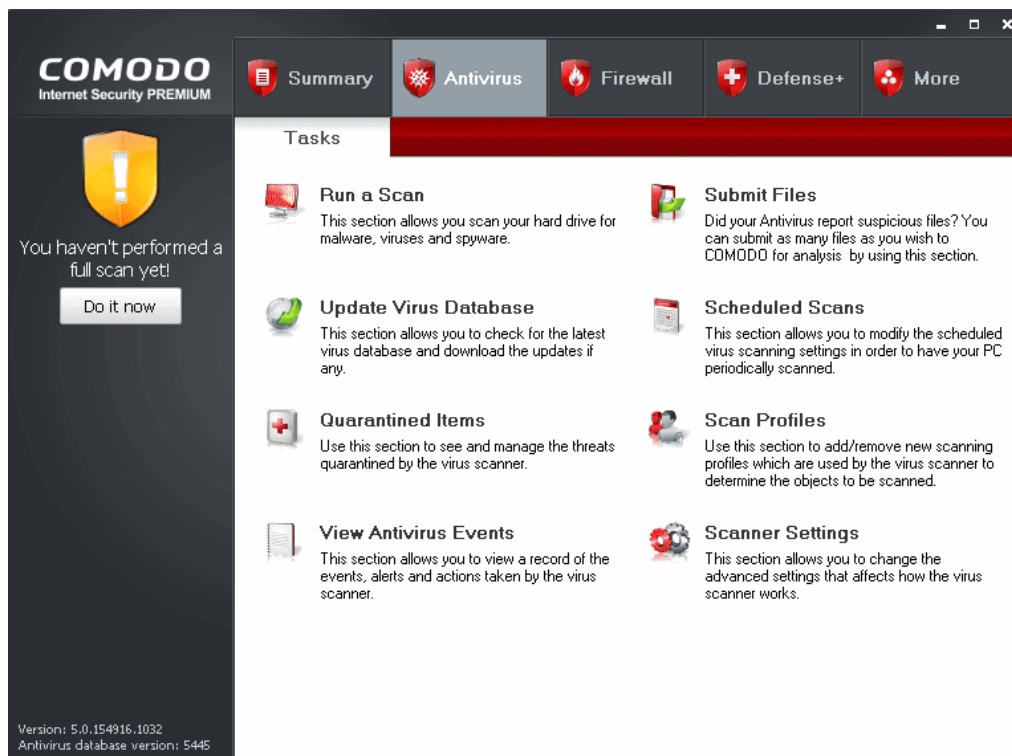 COMODO
Internet Security PREMIUM
Summary
Antivirus
Firewall
Defense+
More
Tasks
You haven't performed a
full scan yet!
Do it now
Run a Scan
This section allows you scan your hard drive for
malware, viruses and spyware.
Submit Files
Did your Antivirus report suspicious files? You
can submit as many files as you wish to
COMODO for analysis by using this section.
Update Virus Database
This section allows you to check for the latest
virus database and download the updates if
any.
Scheduled Scans
This section allows you to modify the scheduled
virus scanning settings in order to have your PC
periodically scanned.
Quarantined Items
Use this section to see and manage the threats
quarantined by the virus scanner.
Scan Profiles
Use this section to add/remove new scanning
profiles which are used by the virus scanner to
determine the objects to be scanned.
View Antivirus Events
This section allows you to view a record of the
events, alerts and actions taken by the virus
scanner.
Scanner Settings
This section allows you to change the
advanced settings that affects how the virus
scanner works.
Version: 5.0.154916.1032
Antivirus database version: 5445